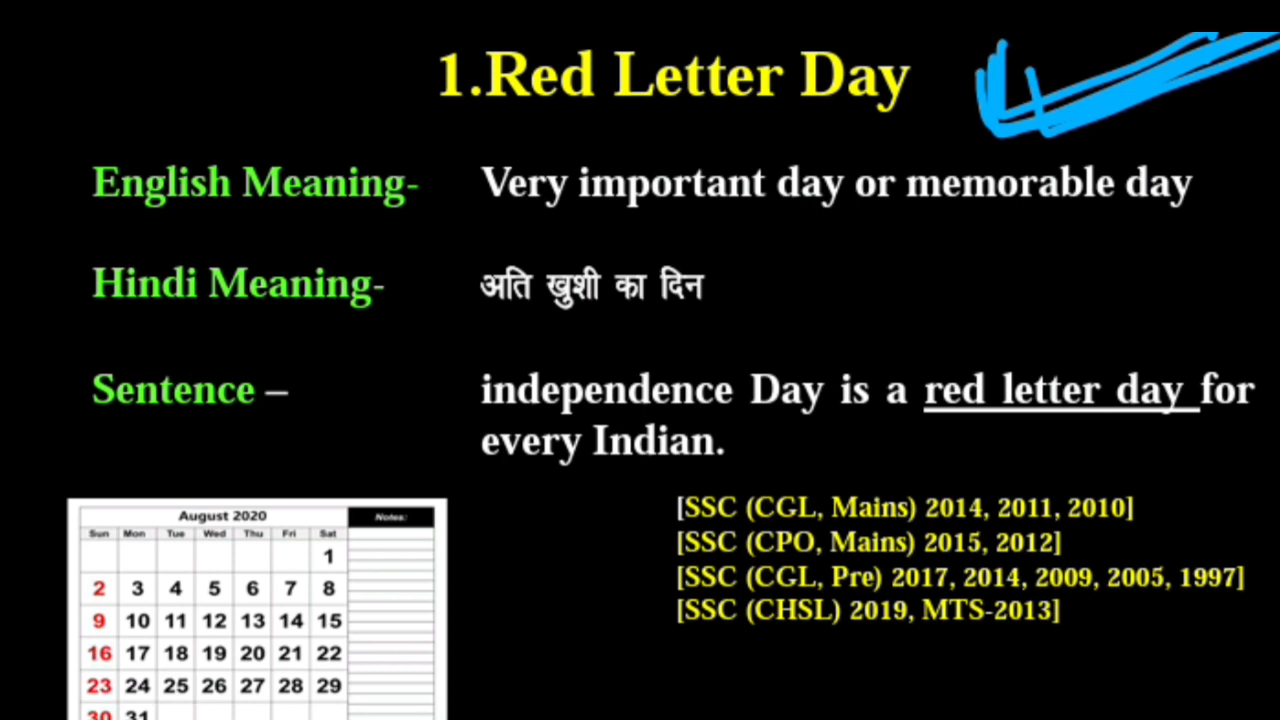 1.Red Letter Day
English Meaning- Very important day or memorable day
Hindi Meaning- अति खुशी का दिन
Sentence – independence Day is a red letter day for
every Indian.
[SSC (CGL, Mains) 2014, 2011, 2010]
[SSC (CPO, Mains) 2015, 2012]
[SSC (CGL, Pre) 2017, 2014, 2009, 2005, 1997]
[SSC (CHSL) 2019, MTS-2013]
August 2020 Notes:
Sun Mon Tue Wed Thu Fri Sat
1
2 3 4 5 6 7 8
9 10 11 12 13 14 15
16 17 18 19 20 21 22
23 24 25 26 27 28 29
30 31